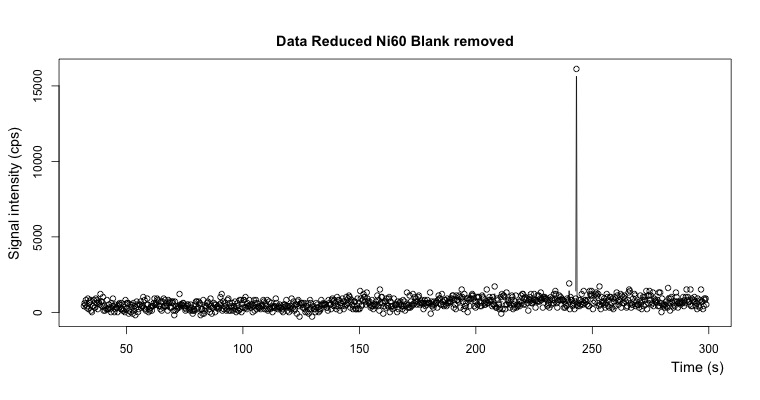 Data Reduced Ni60 Blank removed
Signal intensity (cps)
15000
10000
5000
0
50 100 150 200 250 300
Time (s)